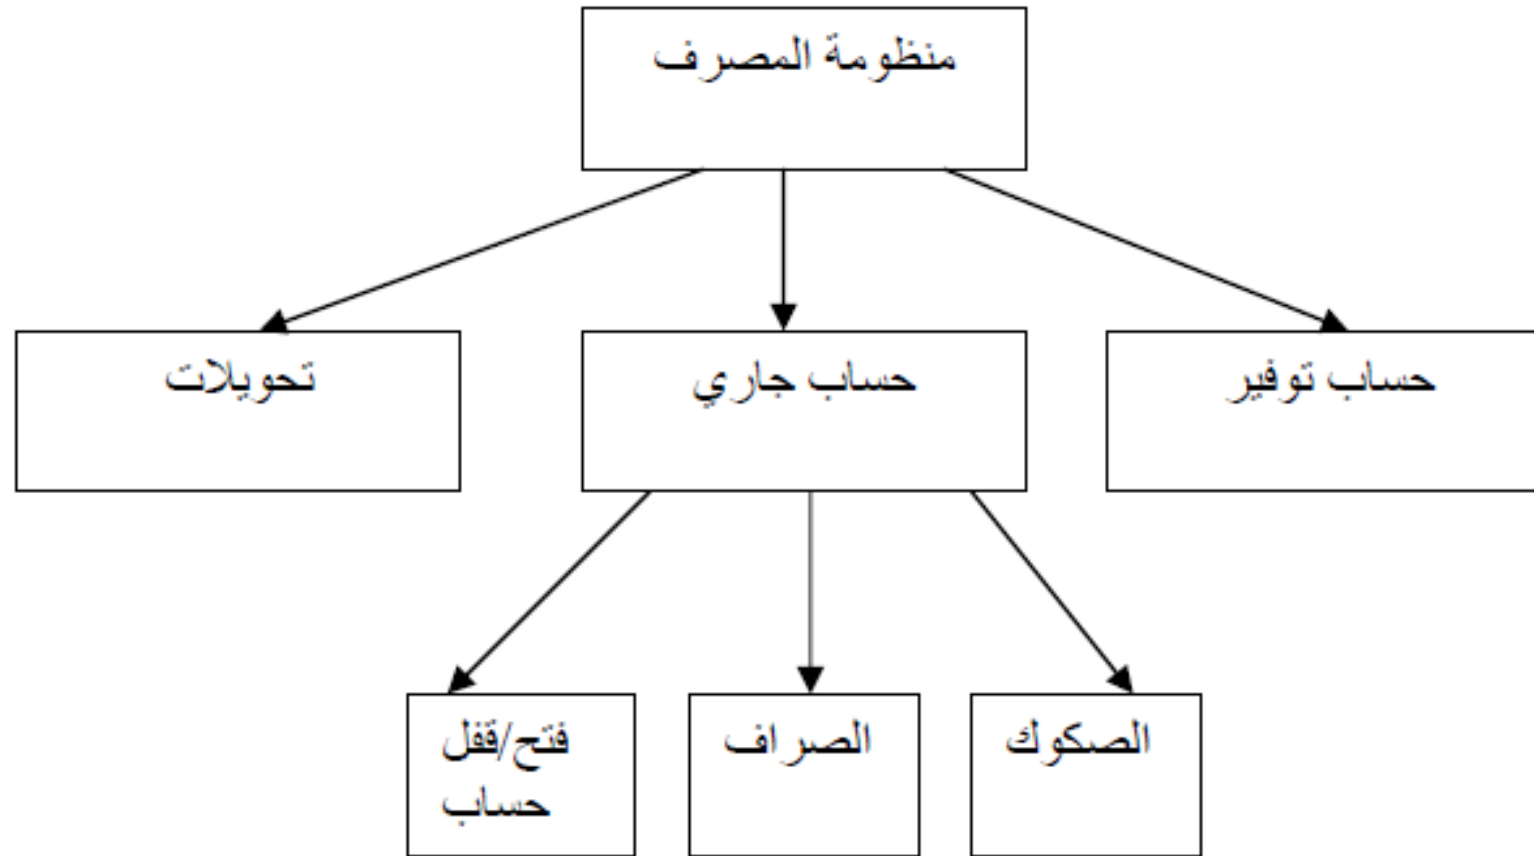 منظومة المصرف
حساب توفير
حساب جاري
تحويلات
الصكوك
الصراف
فتح/قفل
حساب